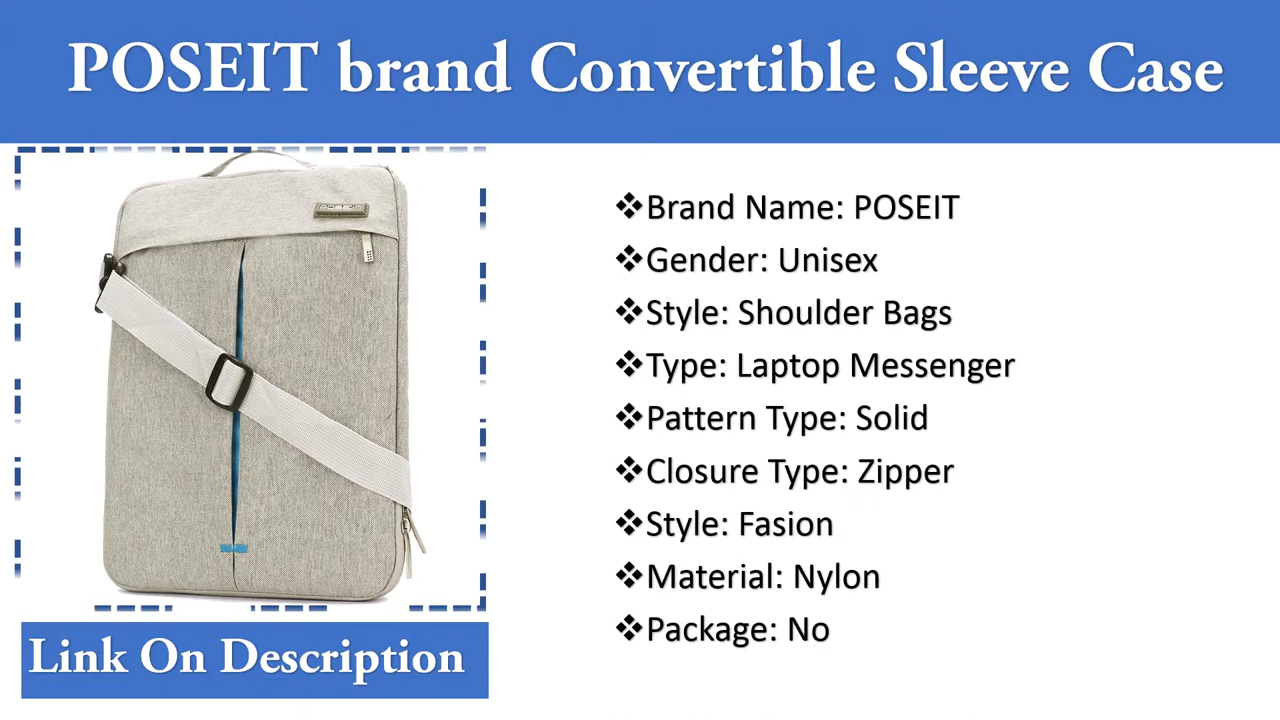 POSEIT brand Convertible Sleeve Case
❖Brand Name: POSEIT
❖Gender: Unisex
❖Style: Shoulder Bags
❖Type: Laptop Messenger
❖Pattern Type: Solid
❖Closure Type: Zipper
❖Style: Fasion
❖Material: Nylon
❖Package: No
Link On Description